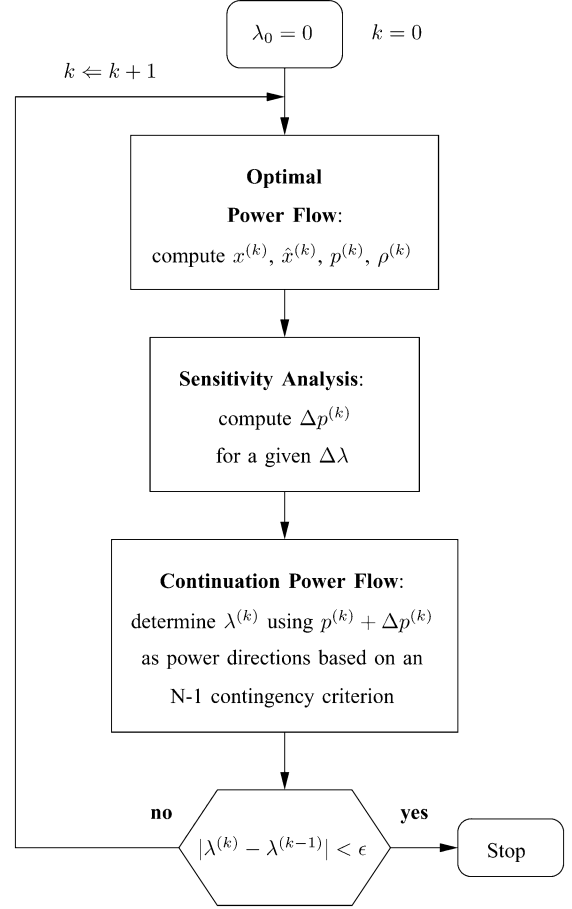 λ₀ = 0
k = 0
k ⇐ k + 1
Optimal
Power Flow:
compute x^(k), x̂^(k), p^(k), ρ^(k)
Sensitivity Analysis:
compute Δp^(k)
for a given Δλ
Continuation Power Flow:
determine λ^(k) using p^(k) + Δp^(k)
as power directions based on an
N-1 contingency criterion
no
yes
|λ^(k) − λ^(k−1)| < ϵ
Stop